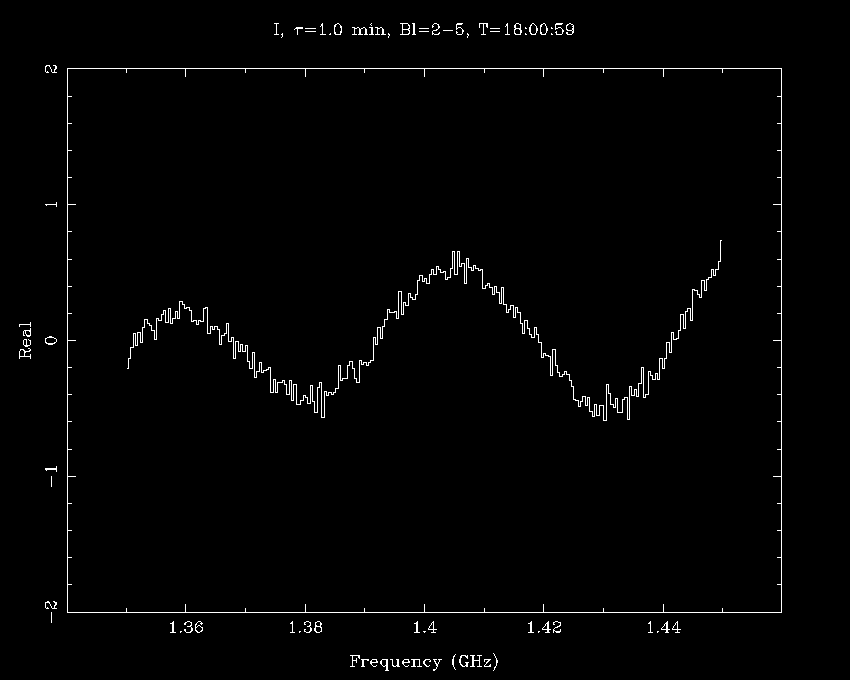 I, τ=1.0 min, Bl=2-5, T=18:00:59
2
1
0
-1
-2
Real
1.36 1.38 1.4 1.42 1.44
Frequency (GHz)